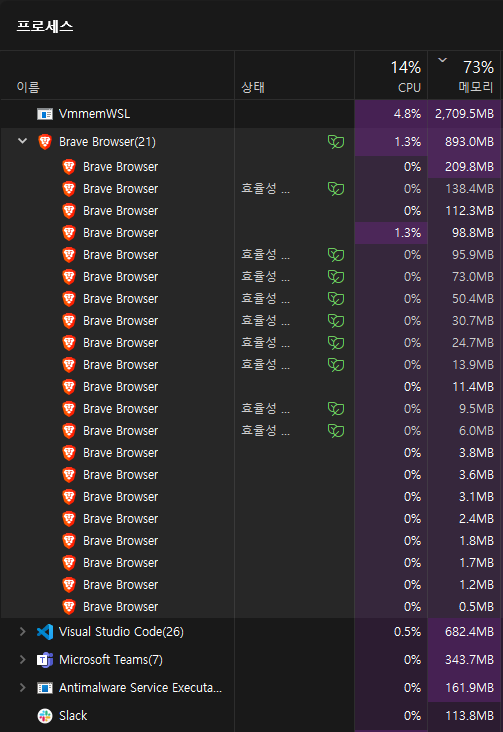 프로세스
14% 73%
이름 상태 CPU 메모리
VmmemWSL 4.8% 2,709.5MB
Brave Browser(21) 1.3% 893.0MB
Brave Browser 0% 209.8MB
Brave Browser 효율성 ... 0% 138.4MB
Brave Browser 0% 112.3MB
Brave Browser 1.3% 98.8MB
Brave Browser 효율성 ... 0% 95.9MB
Brave Browser 효율성 ... 0% 73.0MB
Brave Browser 효율성 ... 0% 50.4MB
Brave Browser 효율성 ... 0% 30.7MB
Brave Browser 효율성 ... 0% 24.7MB
Brave Browser 효율성 ... 0% 13.9MB
Brave Browser 0% 11.4MB
Brave Browser 효율성 ... 0% 9.5MB
Brave Browser 효율성 ... 0% 6.0MB
Brave Browser 0% 3.8MB
Brave Browser 0% 3.6MB
Brave Browser 0% 3.1MB
Brave Browser 0% 2.4MB
Brave Browser 0% 1.8MB
Brave Browser 0% 1.7MB
Brave Browser 0% 1.2MB
Brave Browser 0% 0.5MB
Visual Studio Code(26) 0.5% 682.4MB
Microsoft Teams(7) 0% 343.7MB
Antimalware Service Executa... 0% 161.9MB
Slack 0% 113.8MB